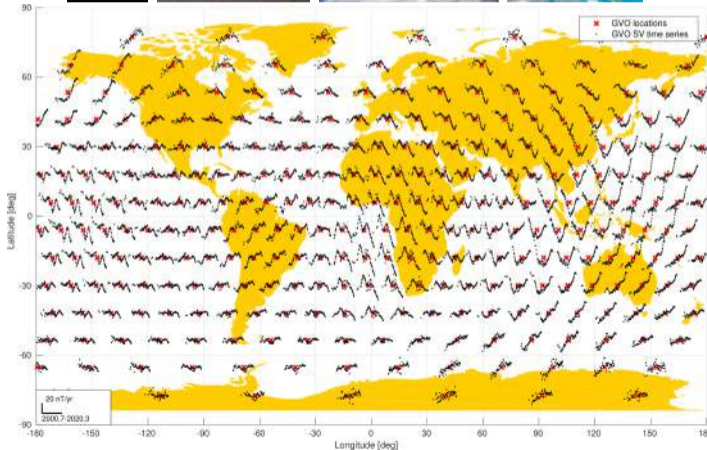 90
60
30
0
-30
-60
-90
Latitude [deg]
GVO locations
GVO SV time series
20 nT/yr
2000.7-2020.3
-180 -150 -120 -90 -60 -30 0 30 60 90 120 150 180
Longitude [deg]